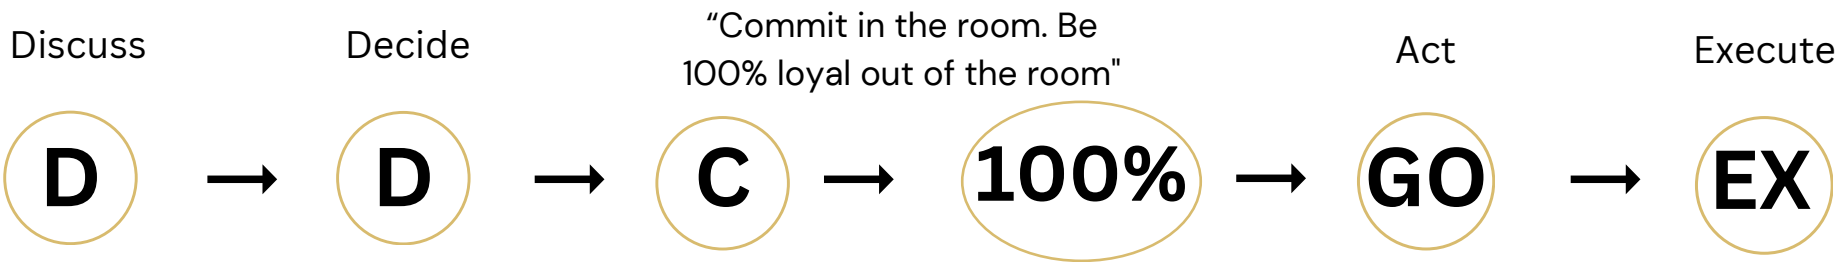 Discuss
Decide
“Commit in the room. Be
100% loyal out of the room"
Act
Execute
D
D
C
100%
GO
EX